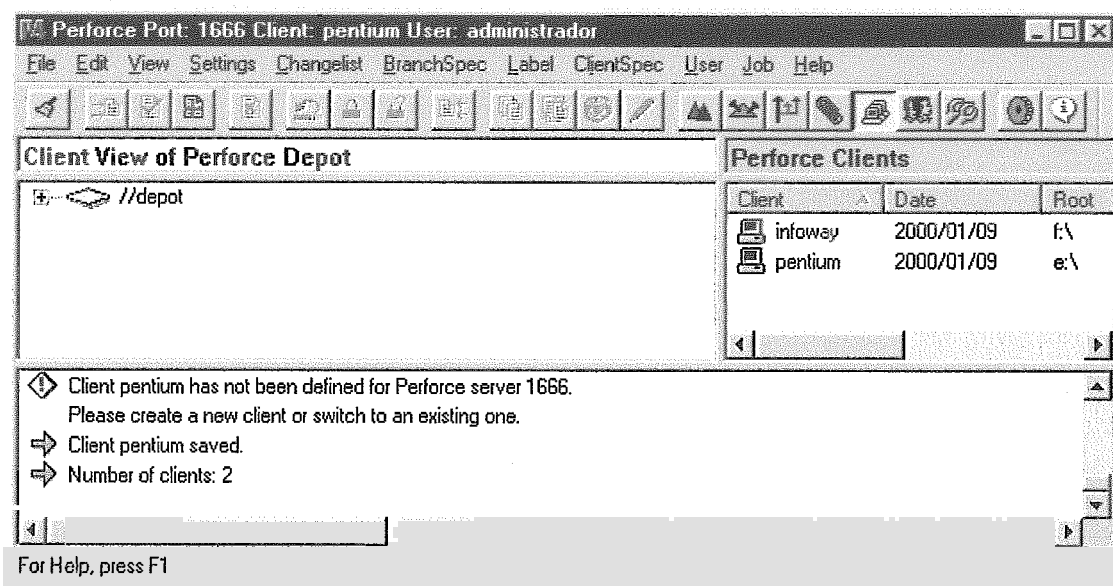 Perforce Port: 1666 Client: pentium User: administrador
File Edit View Settings Changelist BranchSpec Label ClientSpec User Job Help
Client View of Perforce Depot
Perforce Clients
//depot
Client Date Root
infoway 2000/01/09 f:\
pentium 2000/01/09 e:\
Client pentium has not been defined for Perforce server 1666.
Please create a new client or switch to an existing one.
Client pentium saved.
Number of clients: 2
For Help, press F1